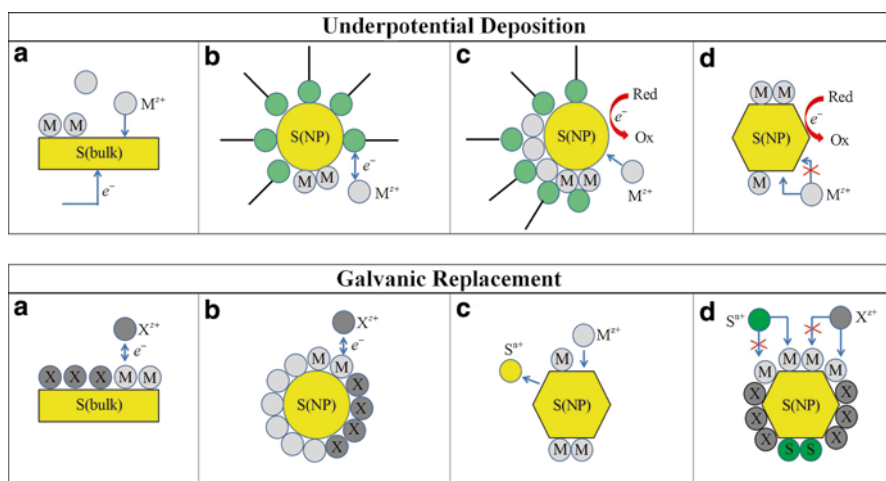 Underpotential Deposition
a
M^{z+}
M M
S(bulk)
e^-
b
S(NP)
e^-
M M
M^{z+}
c
Red
e^-
S(NP)
Ox
M M
M^{z+}
d
M M
Red
e^-
S(NP)
Ox
M
M^{z+}
Galvanic Replacement
a
X^{z+}
e^-
X X X M M
S(bulk)
b
X^{z+}
e^-
M M
X
S(NP)
X
X
X X
c
M^{z+}
S^{n+}
M
S(NP)
M M
d
S^{n+} X^{z+}
M M M M M
X X
X S(NP) X
X X
S S